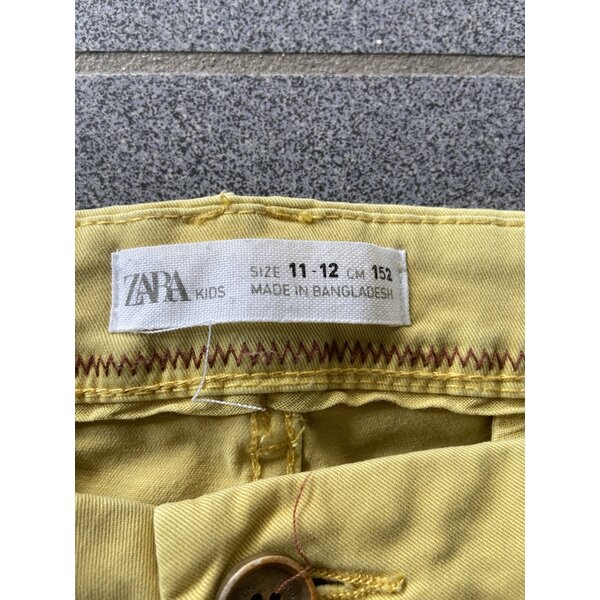 ZARA KIDS
SIZE 11-12 CM 152
MADE IN BANGLADESH